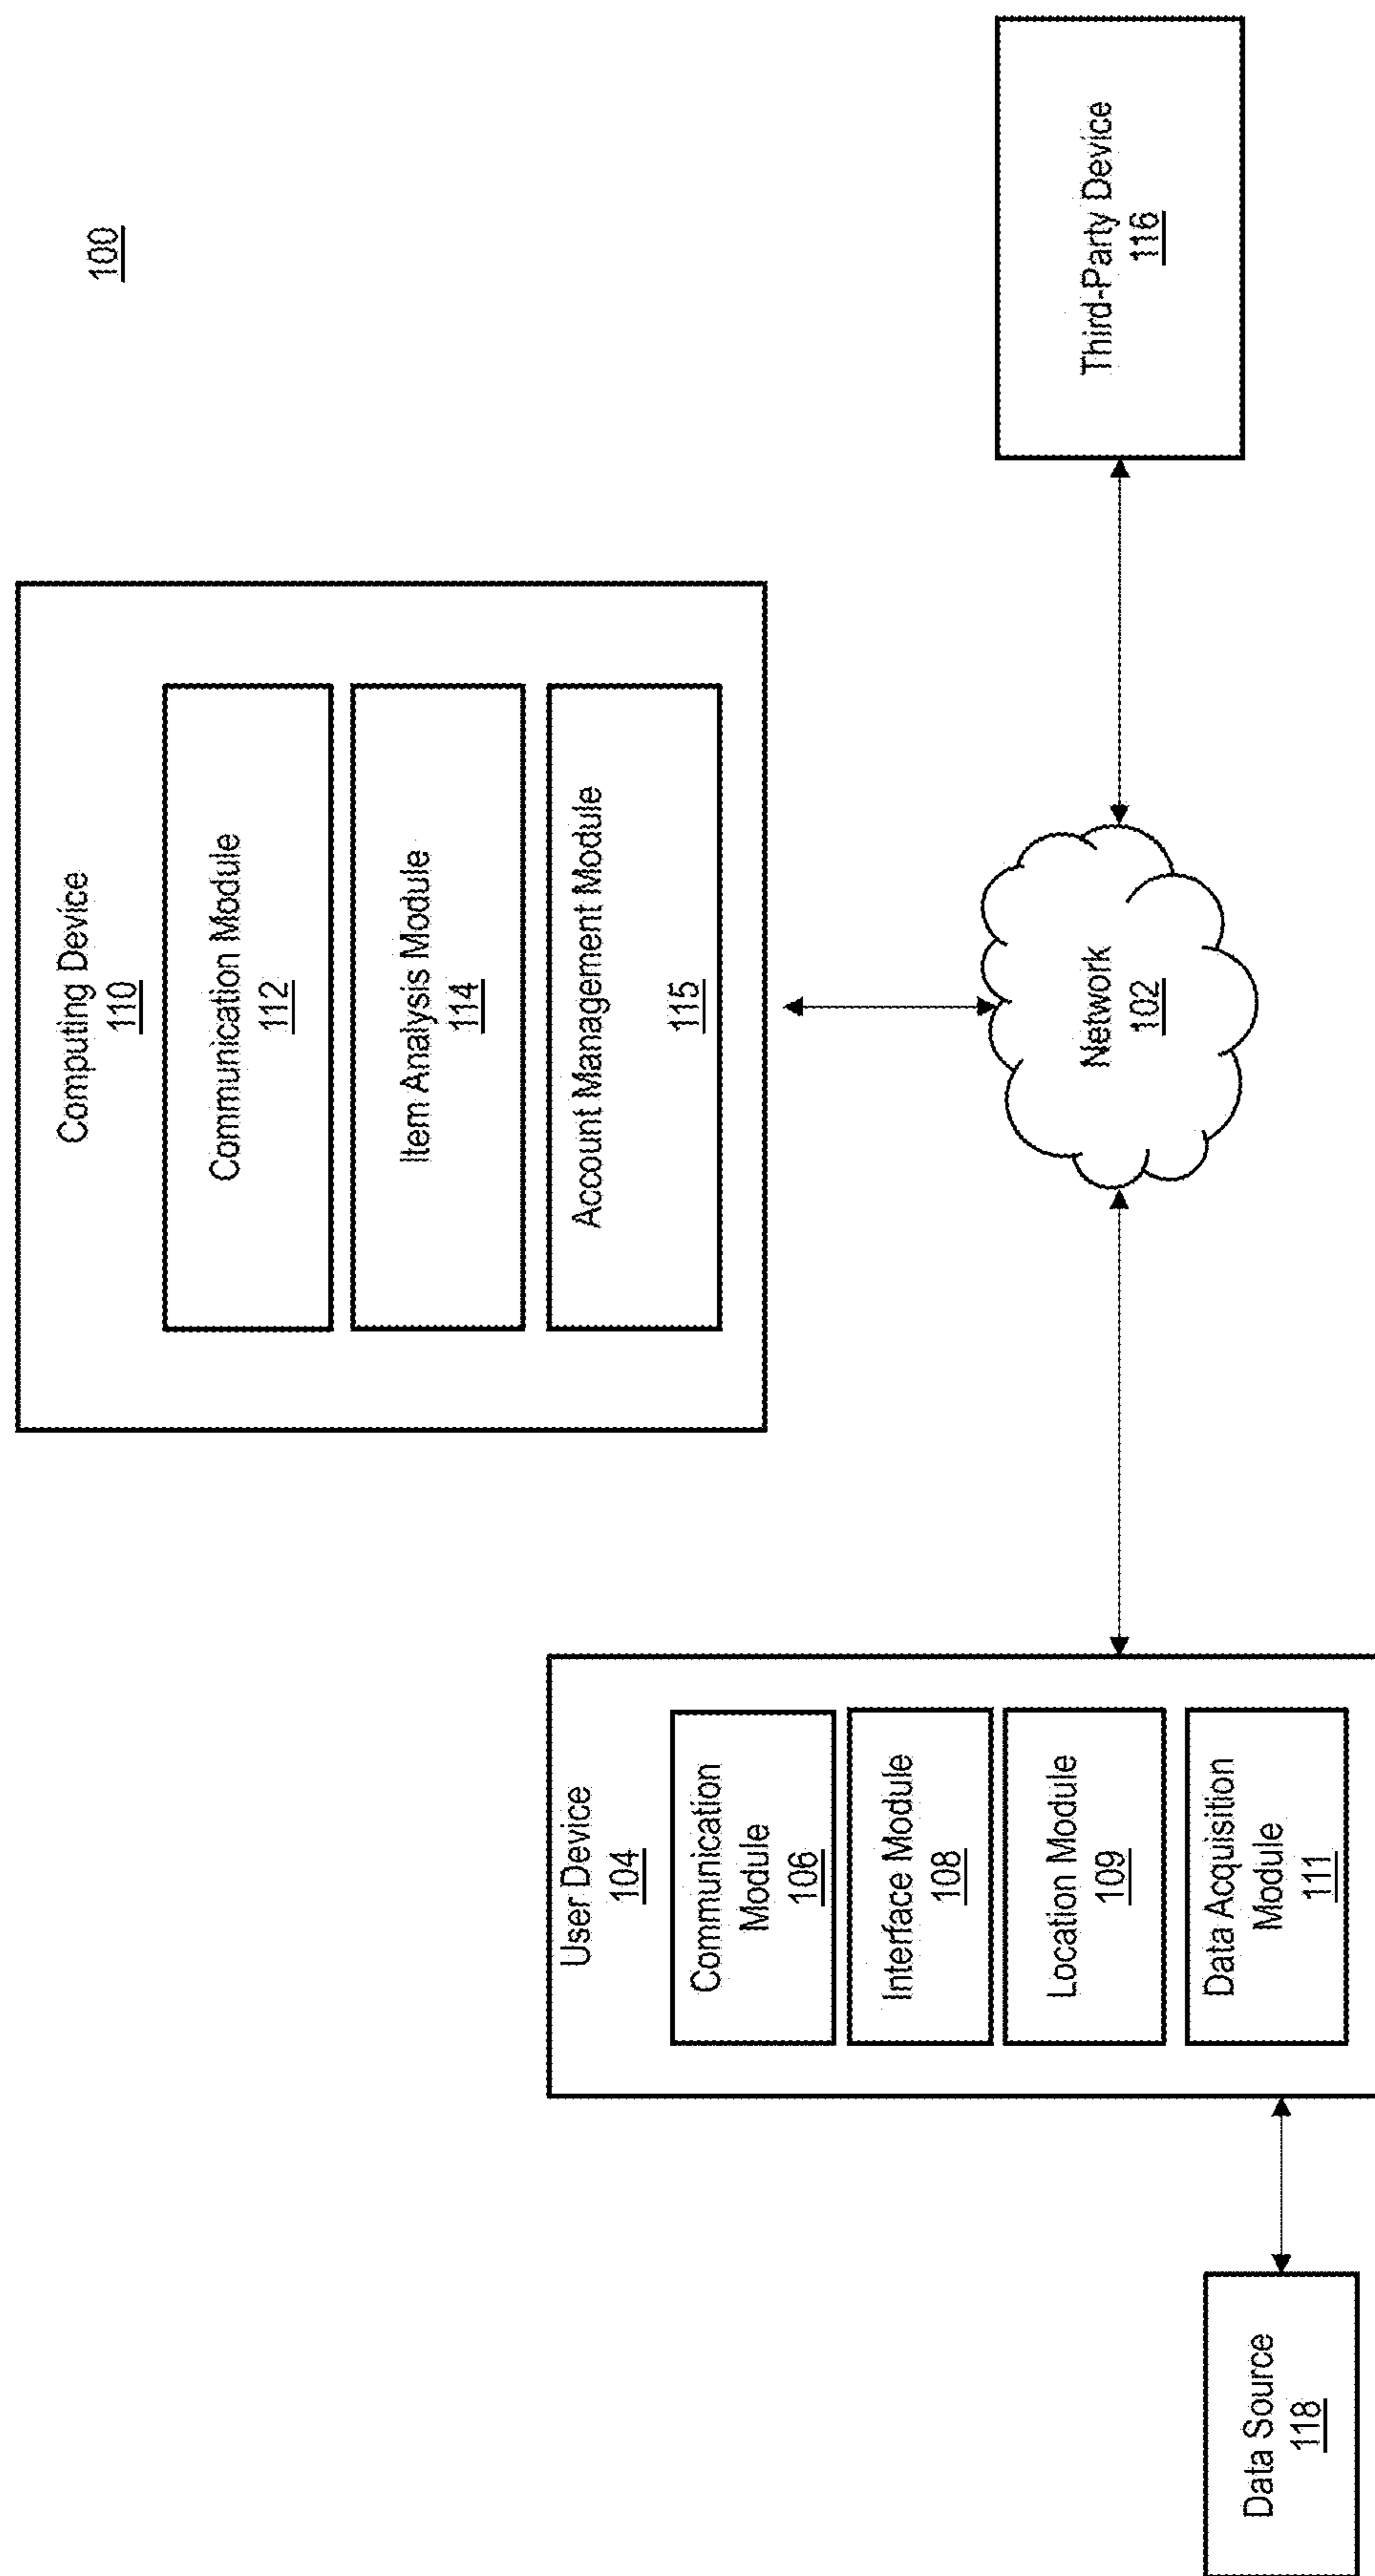 100
Computing Device
110
Communication Module
112
Item Analysis Module
114
Account Management Module
115
User Device
104
Communication
Module
106
Interface Module
108
Location Module
109
Data Acquisition
Module
111
Network
102
Third-Party Device
116
Data Source
118